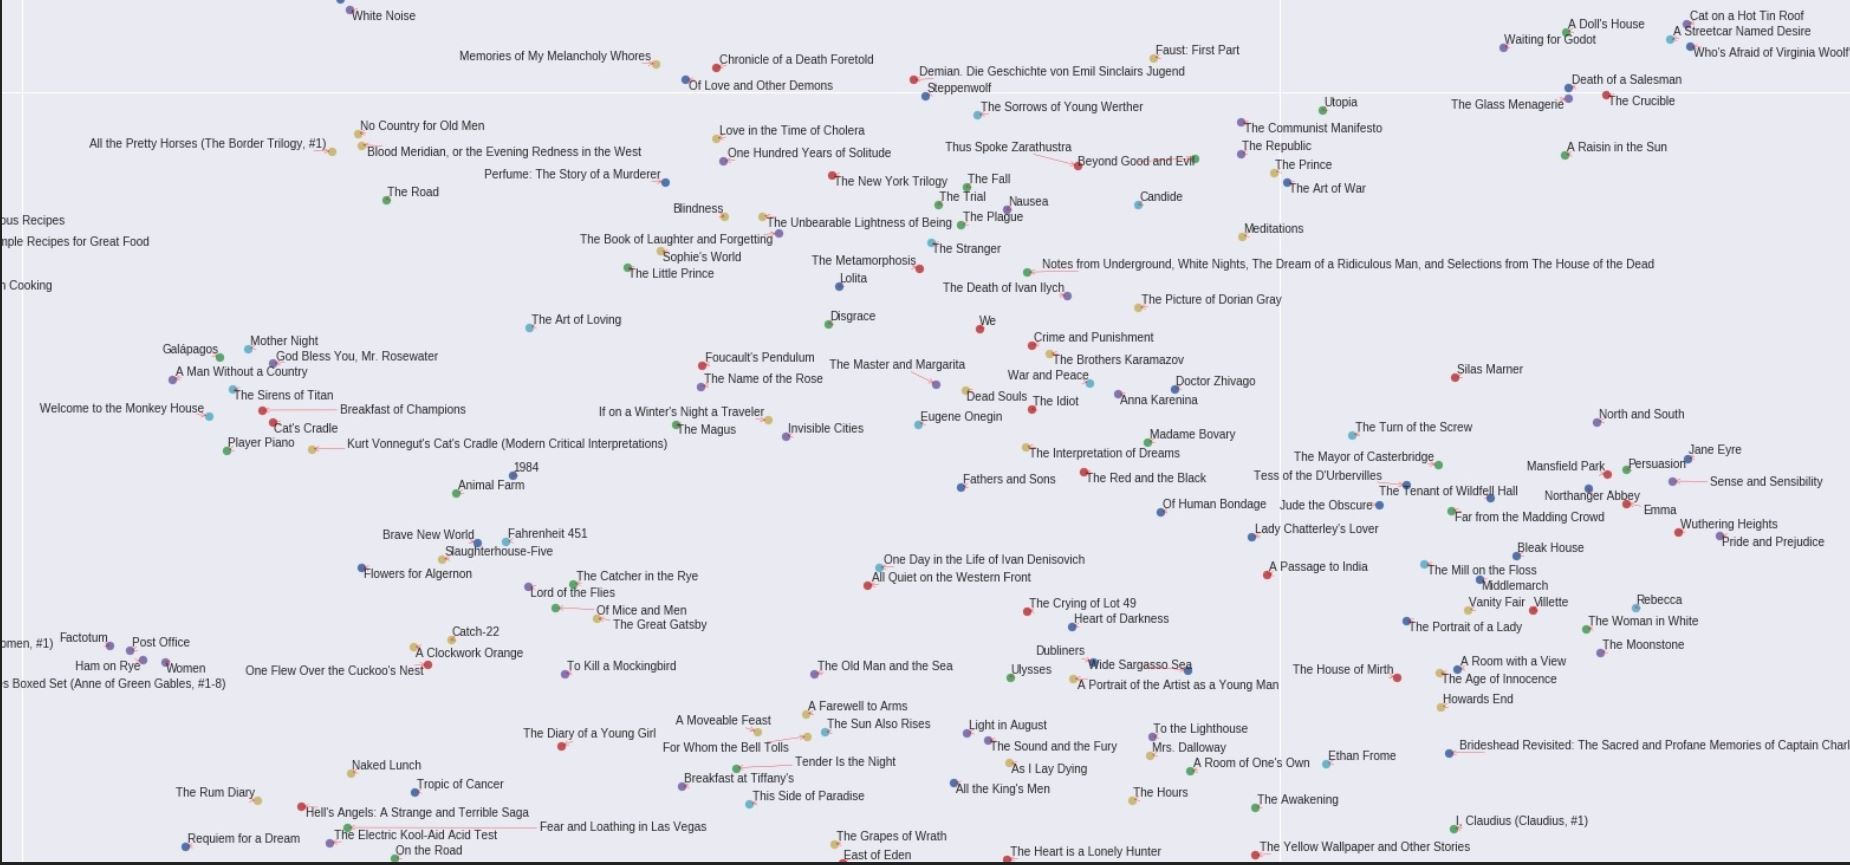 White Noise
Cat on a Hot Tin Roof
A Doll's House
A Streetcar Named Desire
Waiting for Godot
Who's Afraid of Virginia Woolf
Faust: First Part
Memories of My Melancholy Whores
Chronicle of a Death Foretold
Demian. Die Geschichte von Emil Sinclairs Jugend
Of Love and Other Demons
Steppenwolf
Death of a Salesman
The Glass Menagerie
The Crucible
Utopia
The Sorrows of Young Werther
No Country for Old Men
Love in the Time of Cholera
The Communist Manifesto
All the Pretty Horses (The Border Trilogy, #1)
Blood Meridian, or the Evening Redness in the West
One Hundred Years of Solitude
Thus Spoke Zarathustra
The Republic
A Raisin in the Sun
Beyond Good and Evil
The Prince
Perfume: The Story of a Murderer
The New York Trilogy
The Fall
The Art of War
The Road
The Trial
Nausea
Candide
Blindness
The Unbearable Lightness of Being
The Plague
ous Recipes
Meditations
mple Recipes for Great Food
The Book of Laughter and Forgetting
The Stranger
Sophie's World
The Metamorphosis
Notes from Underground, White Nights, The Dream of a Ridiculous Man, and Selections from The House of the Dead
The Little Prince
Lolita
n Cooking
The Death of Ivan Ilych
The Picture of Dorian Gray
The Art of Loving
Disgrace
We
Mother Night
Galápagos
God Bless You, Mr. Rosewater
Crime and Punishment
Foucault's Pendulum
The Master and Margarita
The Brothers Karamazov
A Man Without a Country
The Name of the Rose
War and Peace
Doctor Zhivago
Silas Marner
The Sirens of Titan
Dead Souls
Anna Karenina
Welcome to the Monkey House
Breakfast of Champions
If on a Winter's Night a Traveler
The Idiot
North and South
Cat's Cradle
The Magus
Invisible Cities
Eugene Onegin
The Turn of the Screw
Player Piano
Kurt Vonnegut's Cat's Cradle (Modern Critical Interpretations)
Madame Bovary
The Interpretation of Dreams
The Mayor of Casterbridge
Jane Eyre
1984
Mansfield Park
Persuasion
Animal Farm
Fathers and Sons
The Red and the Black
Tess of the D'Urbervilles
Sense and Sensibility
The Tenant of Wildfell Hall
Northanger Abbey
Of Human Bondage
Jude the Obscure
Emma
Far from the Madding Crowd
Lady Chatterley's Lover
Wuthering Heights
Brave New World
Fahrenheit 451
Pride and Prejudice
Slaughterhouse-Five
Bleak House
One Day in the Life of Ivan Denisovich
A Passage to India
The Mill on the Floss
Flowers for Algernon
The Catcher in the Rye
All Quiet on the Western Front
Middlemarch
Lord of the Flies
The Crying of Lot 49
Vanity Fair
Villette
Rebecca
Of Mice and Men
The Great Gatsby
Heart of Darkness
The Portrait of a Lady
The Woman in White
Catch-22
omen, #1)
Factotum
Post Office
The Moonstone
A Clockwork Orange
Dubliners
Ham on Rye
Women
One Flew Over the Cuckoo's Nest
To Kill a Mockingbird
The Old Man and the Sea
Ulysses
Wide Sargasso Sea
The House of Mirth
A Room with a View
The Age of Innocence
s Boxed Set (Anne of Green Gables, #1-8)
A Portrait of the Artist as a Young Man
Howards End
A Farewell to Arms
A Moveable Feast
The Sun Also Rises
Light in August
To the Lighthouse
The Diary of a Young Girl
For Whom the Bell Tolls
The Sound and the Fury
Mrs. Dalloway
Brideshead Revisited: The Sacred and Profane Memories of Captain Charl
Naked Lunch
Tender Is the Night
As I Lay Dying
A Room of One's Own
Ethan Frome
Tropic of Cancer
Breakfast at Tiffany's
The Rum Diary
This Side of Paradise
All the King's Men
The Hours
The Awakening
Hell's Angels: A Strange and Terrible Saga
Fear and Loathing in Las Vegas
I, Claudius (Claudius, #1)
Requiem for a Dream
The Electric Kool-Aid Acid Test
The Grapes of Wrath
On the Road
East of Eden
The Heart is a Lonely Hunter
The Yellow Wallpaper and Other Stories